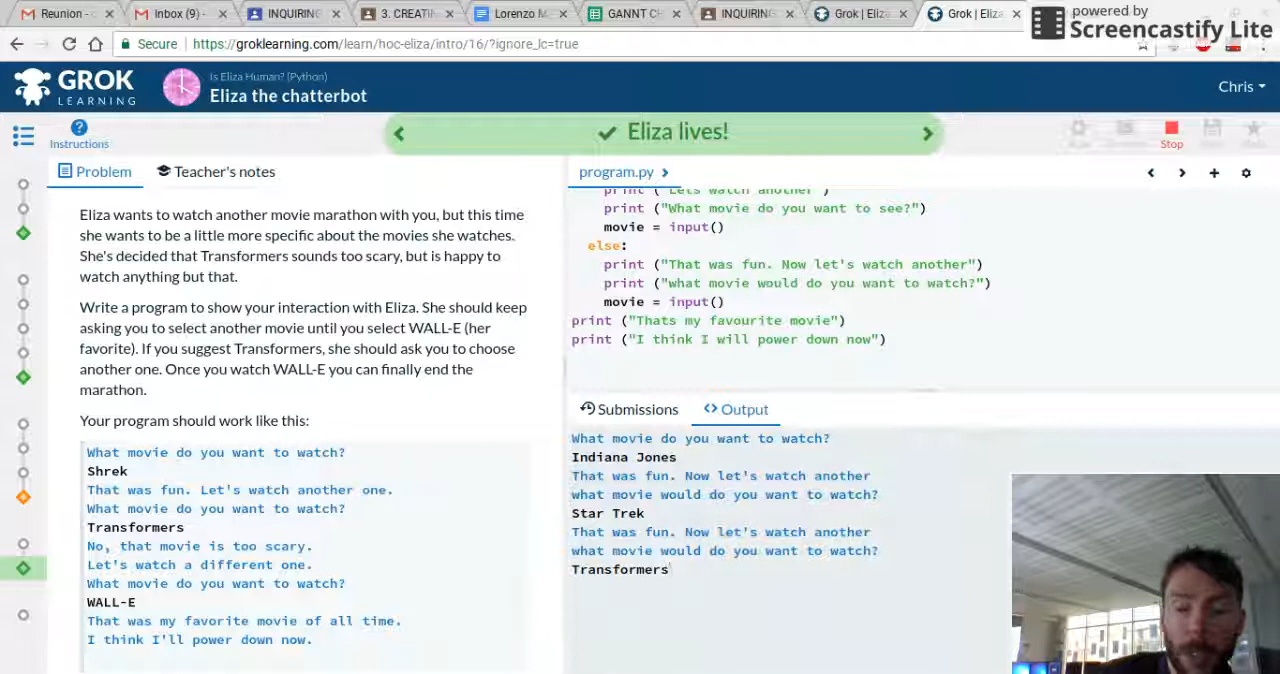 Reunion -
Inbox (9) -
INQUIRING
3. CREATIN
Lorenzo M
GANNT C
INQUIRING
Grok | Eliza
Grok | Eliza
powered by
Screencastify Lite
Secure
https://groklearning.com/learn/hoc-eliza/intro/16/?ignore_lc=true
GROK
LEARNING
Is Eliza Human? (Python)
Eliza the chatterbot
Chris
Instructions
Eliza lives!
Stop
Problem
Teacher's notes
program.py
Eliza wants to watch another movie marathon with you, but this time
she wants to be a little more specific about the movies she watches.
She's decided that Transformers sounds too scary, but is happy to
watch anything but that.
Write a program to show your interaction with Eliza. She should keep
asking you to select another movie until you select WALL-E (her
favorite). If you suggest Transformers, she should ask you to choose
another one. Once you watch WALL-E you can finally end the
marathon.
Your program should work like this:
What movie do you want to watch?
Shrek
That was fun. Let's watch another one.
What movie do you want to watch?
Transformers
No, that movie is too scary.
Let's watch a different one.
What movie do you want to watch?
WALL-E
That was my favorite movie of all time.
I think I'll power down now.
print ("Lets watch another")
print ("What movie do you want to see?")
movie = input()
else:
print ("That was fun. Now let's watch another")
print ("what movie would do you want to watch?")
movie = input()
print ("Thats my favourite movie")
print ("I think I will power down now")
Submissions
Output
What movie do you want to watch?
Indiana Jones
That was fun. Now let's watch another
what movie would do you want to watch?
Star Trek
That was fun. Now let's watch another
what movie would do you want to watch?
Transformers